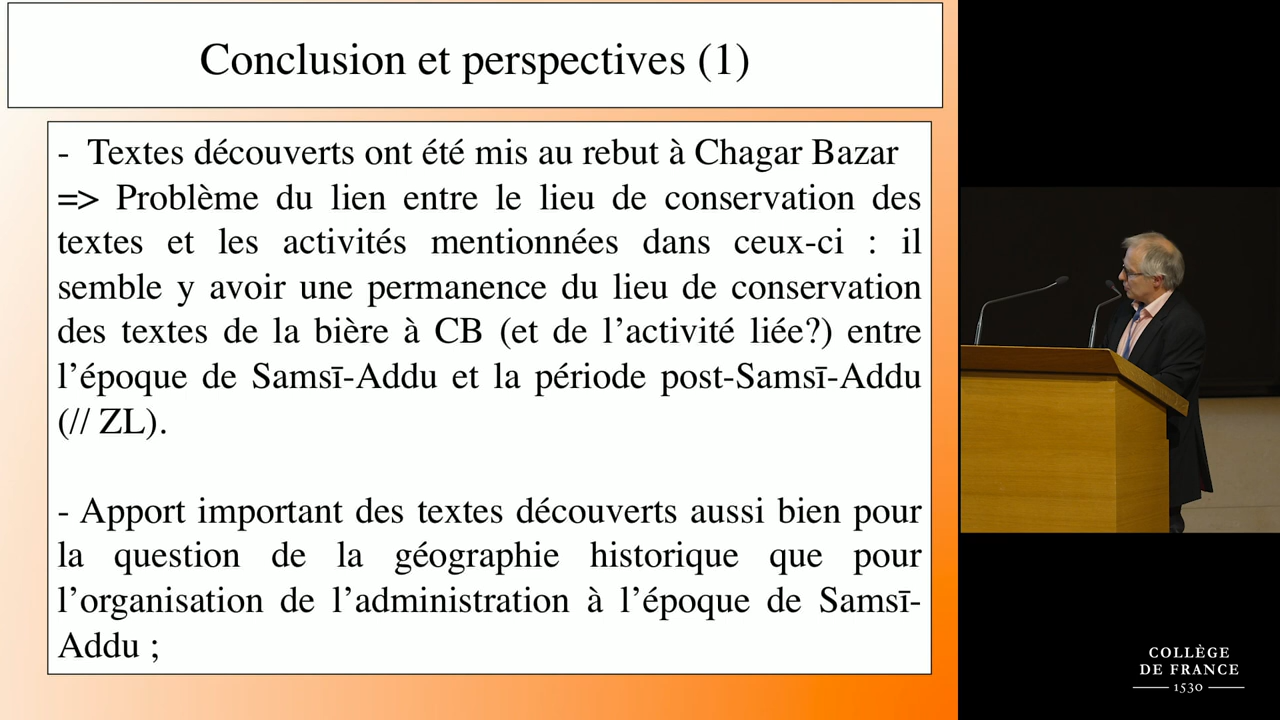 Conclusion et perspectives (1)
- Textes découverts ont été mis au rebut à Chagar Bazar
=> Problème du lien entre le lieu de conservation des
textes et les activités mentionnées dans ceux-ci : il
semble y avoir une permanence du lieu de conservation
des textes de la bière à CB (et de l’activité liée?) entre
l’époque de Samsī-Addu et la période post-Samsī-Addu
(// ZL).
- Apport important des textes découverts aussi bien pour
la question de la géographie historique que pour
l’organisation de l’administration à l’époque de Samsī-
Addu ;
COLLÈGE
DE FRANCE
1530